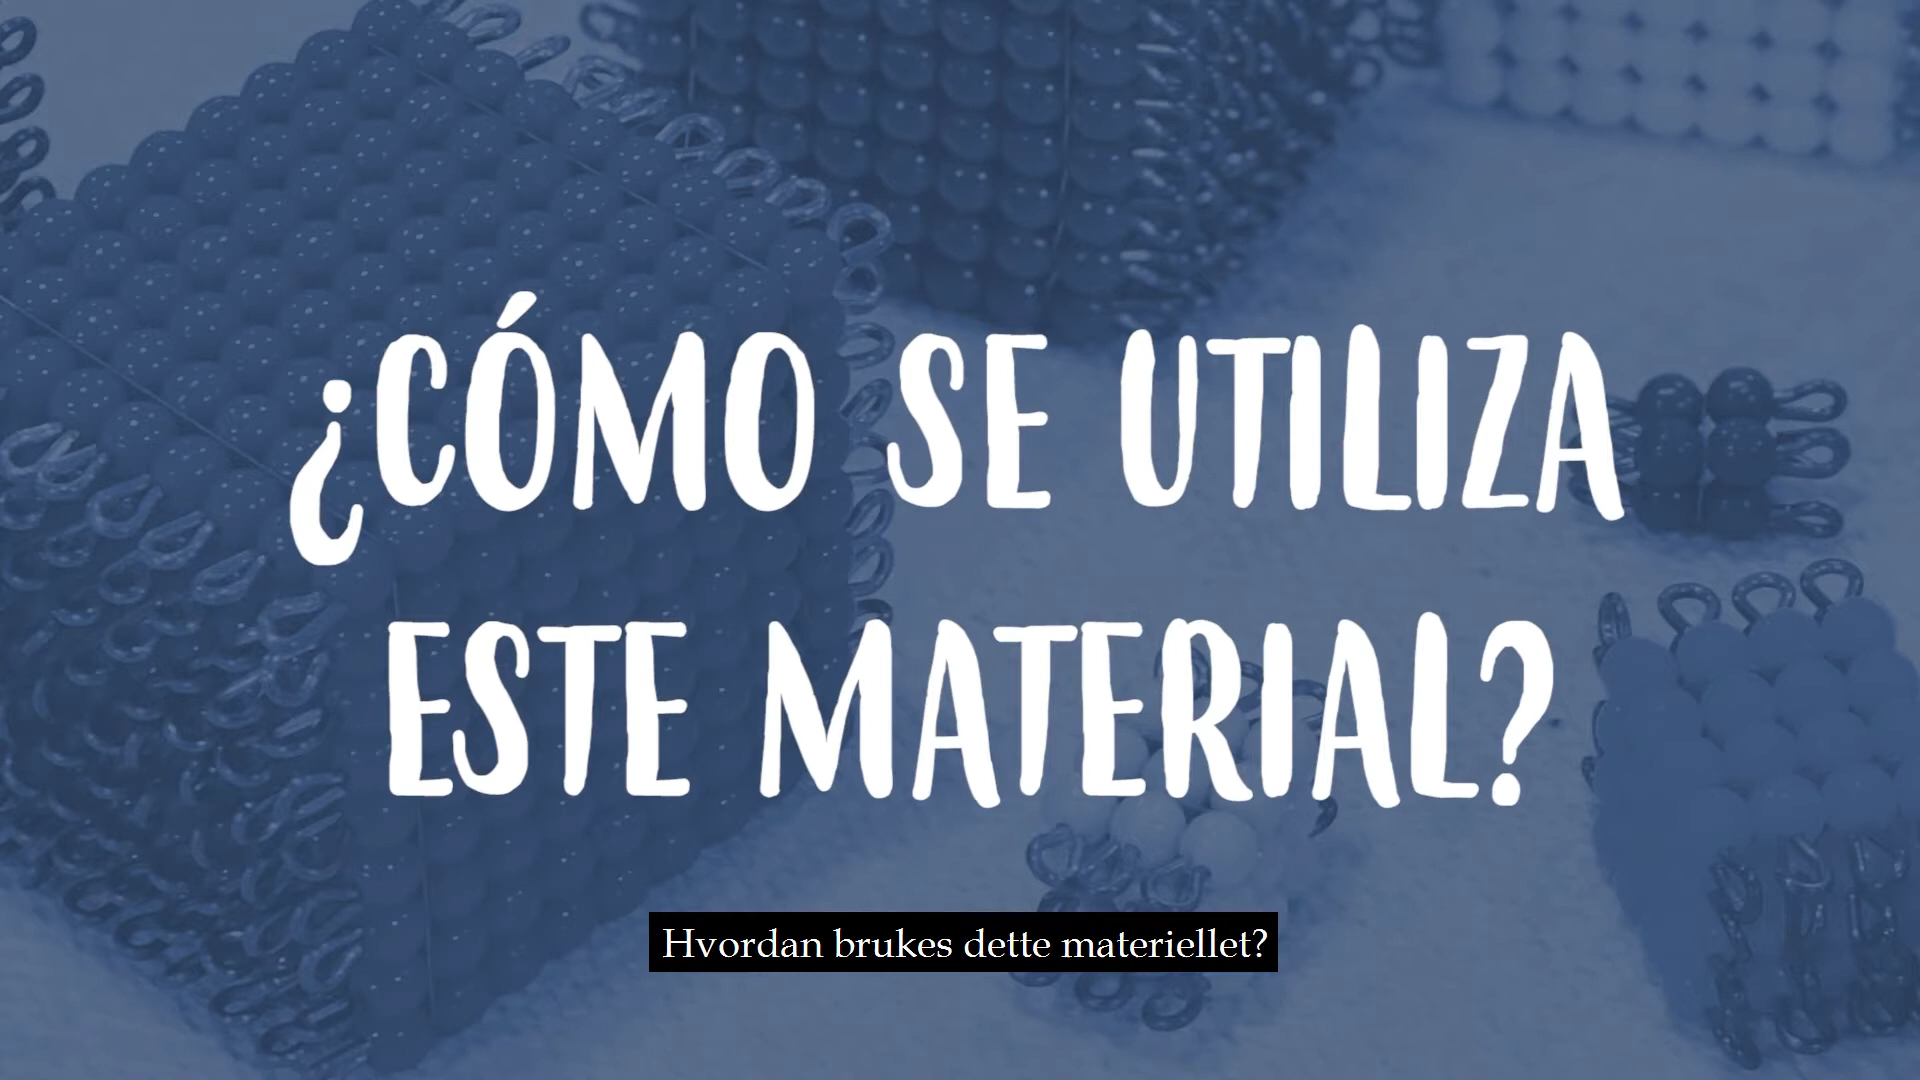 ¿CÓMO SE UTILIZA
ESTE MATERIAL?
Hvordan brukes dette materiellet?